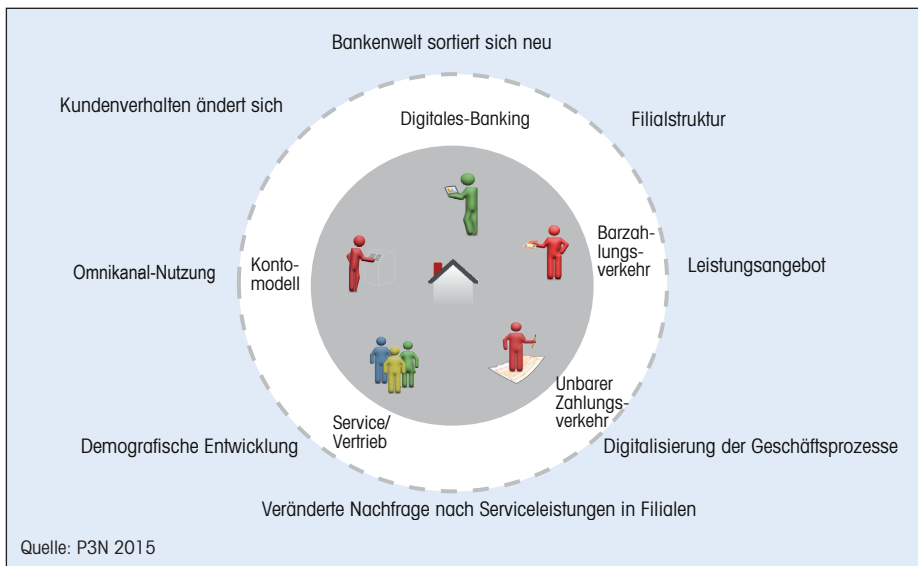 Bankenwelt sortiert sich neu
Kundenverhalten ändert sich
Digitales-Banking
Filialstruktur
Omnikanal-Nutzung
Konto-
modell
Barzah-
lungs-
verkehr
Leistungsangebot
Demografische Entwicklung
Service/
Vertrieb
Unbarer
Zahlungs-
verkehr
Digitalisierung der Geschäftsprozesse
Veränderte Nachfrage nach Serviceleistungen in Filialen
Quelle: P3N 2015